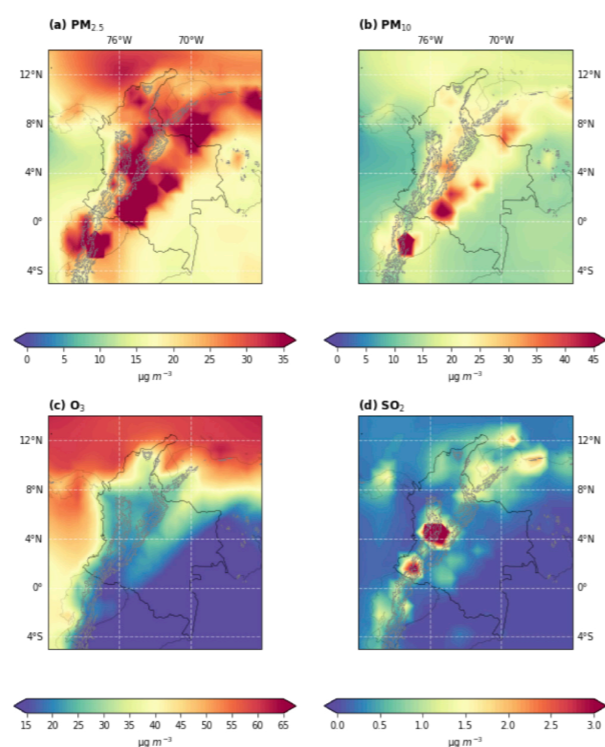 (a) PM2.5
(b) PM10
76°W 70°W
76°W 70°W
12°N
12°N
8°N
8°N
4°N
4°N
0°
0°
4°S
4°S
0 5 10 15 20 25 30 35
0 5 10 15 20 25 30 35 40 45
µg m⁻³
µg m⁻³
(c) O3
(d) SO2
12°N
12°N
8°N
8°N
4°N
4°N
0°
0°
4°S
4°S
15 20 25 30 35 40 45 50 55 60 65
0.0 0.5 1.0 1.5 2.0 2.5 3.0
µg m⁻³
µg m⁻³